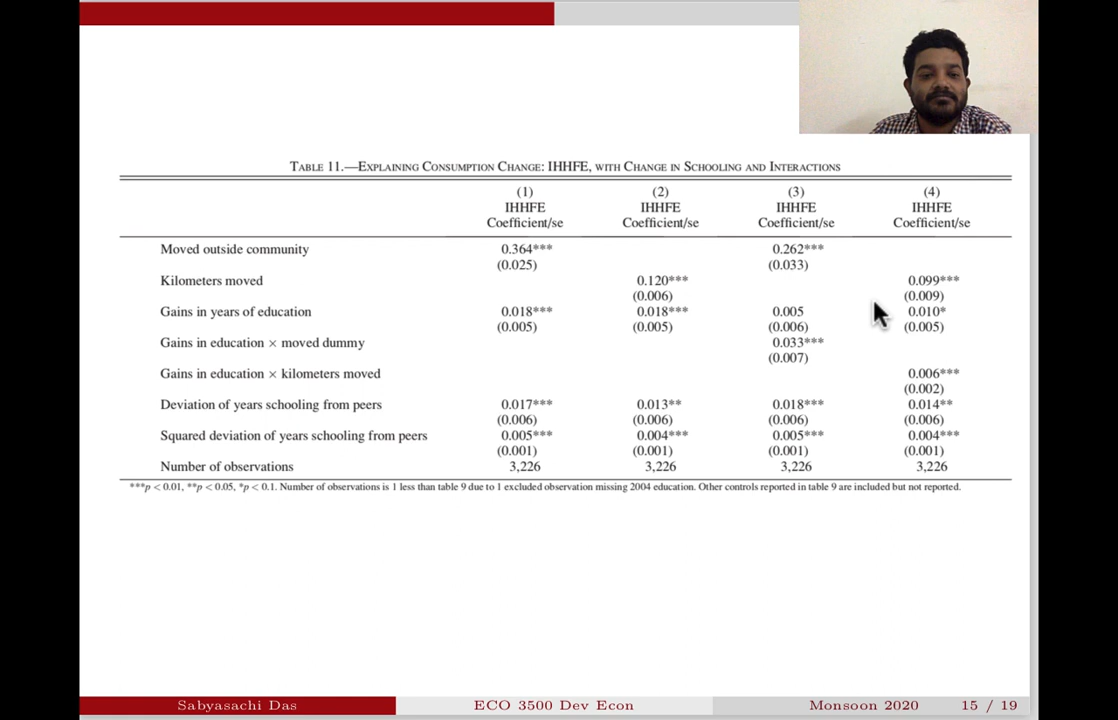 TABLE 11.—EXPLAINING CONSUMPTION CHANGE: IHHFE, WITH CHANGE IN SCHOOLING AND INTERACTIONS
(1) (2) (3) (4)
IHHFE IHHFE IHHFE IHHFE
Coefficient/se Coefficient/se Coefficient/se Coefficient/se
Moved outside community 0.364*** 0.262***
(0.025) (0.033)
Kilometers moved 0.120*** 0.099***
(0.006) (0.009)
Gains in years of education 0.018*** 0.018*** 0.005 0.010*
(0.005) (0.005) (0.006) (0.005)
Gains in education × moved dummy 0.033***
(0.007)
Gains in education × kilometers moved 0.006***
(0.002)
Deviation of years schooling from peers 0.017*** 0.013** 0.018*** 0.014**
(0.006) (0.006) (0.006) (0.006)
Squared deviation of years schooling from peers 0.005*** 0.004*** 0.005*** 0.004***
(0.001) (0.001) (0.001) (0.001)
Number of observations 3,226 3,226 3,226 3,226
***p < 0.01, **p < 0.05, *p < 0.1. Number of observations is 1 less than table 9 due to 1 excluded observation missing 2004 education. Other controls reported in table 9 are included but not reported.
Sabyasachi Das ECO 3500 Dev Econ Monsoon 2020 15 / 19